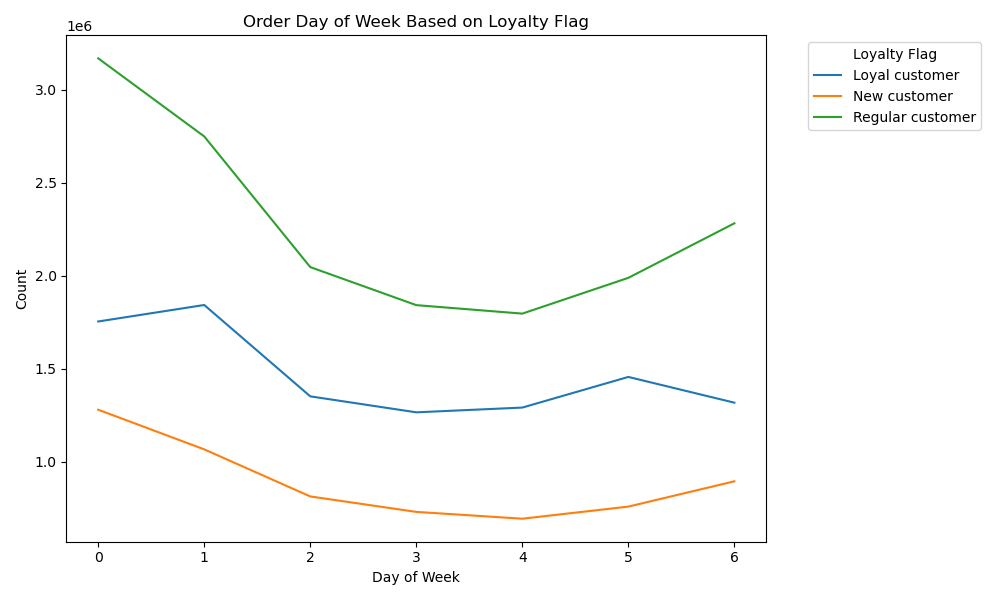 Order Day of Week Based on Loyalty Flag
1e6
3.0
2.5
2.0
1.5
1.0
Count
0 1 2 3 4 5 6
Day of Week
Loyalty Flag
Loyal customer
New customer
Regular customer